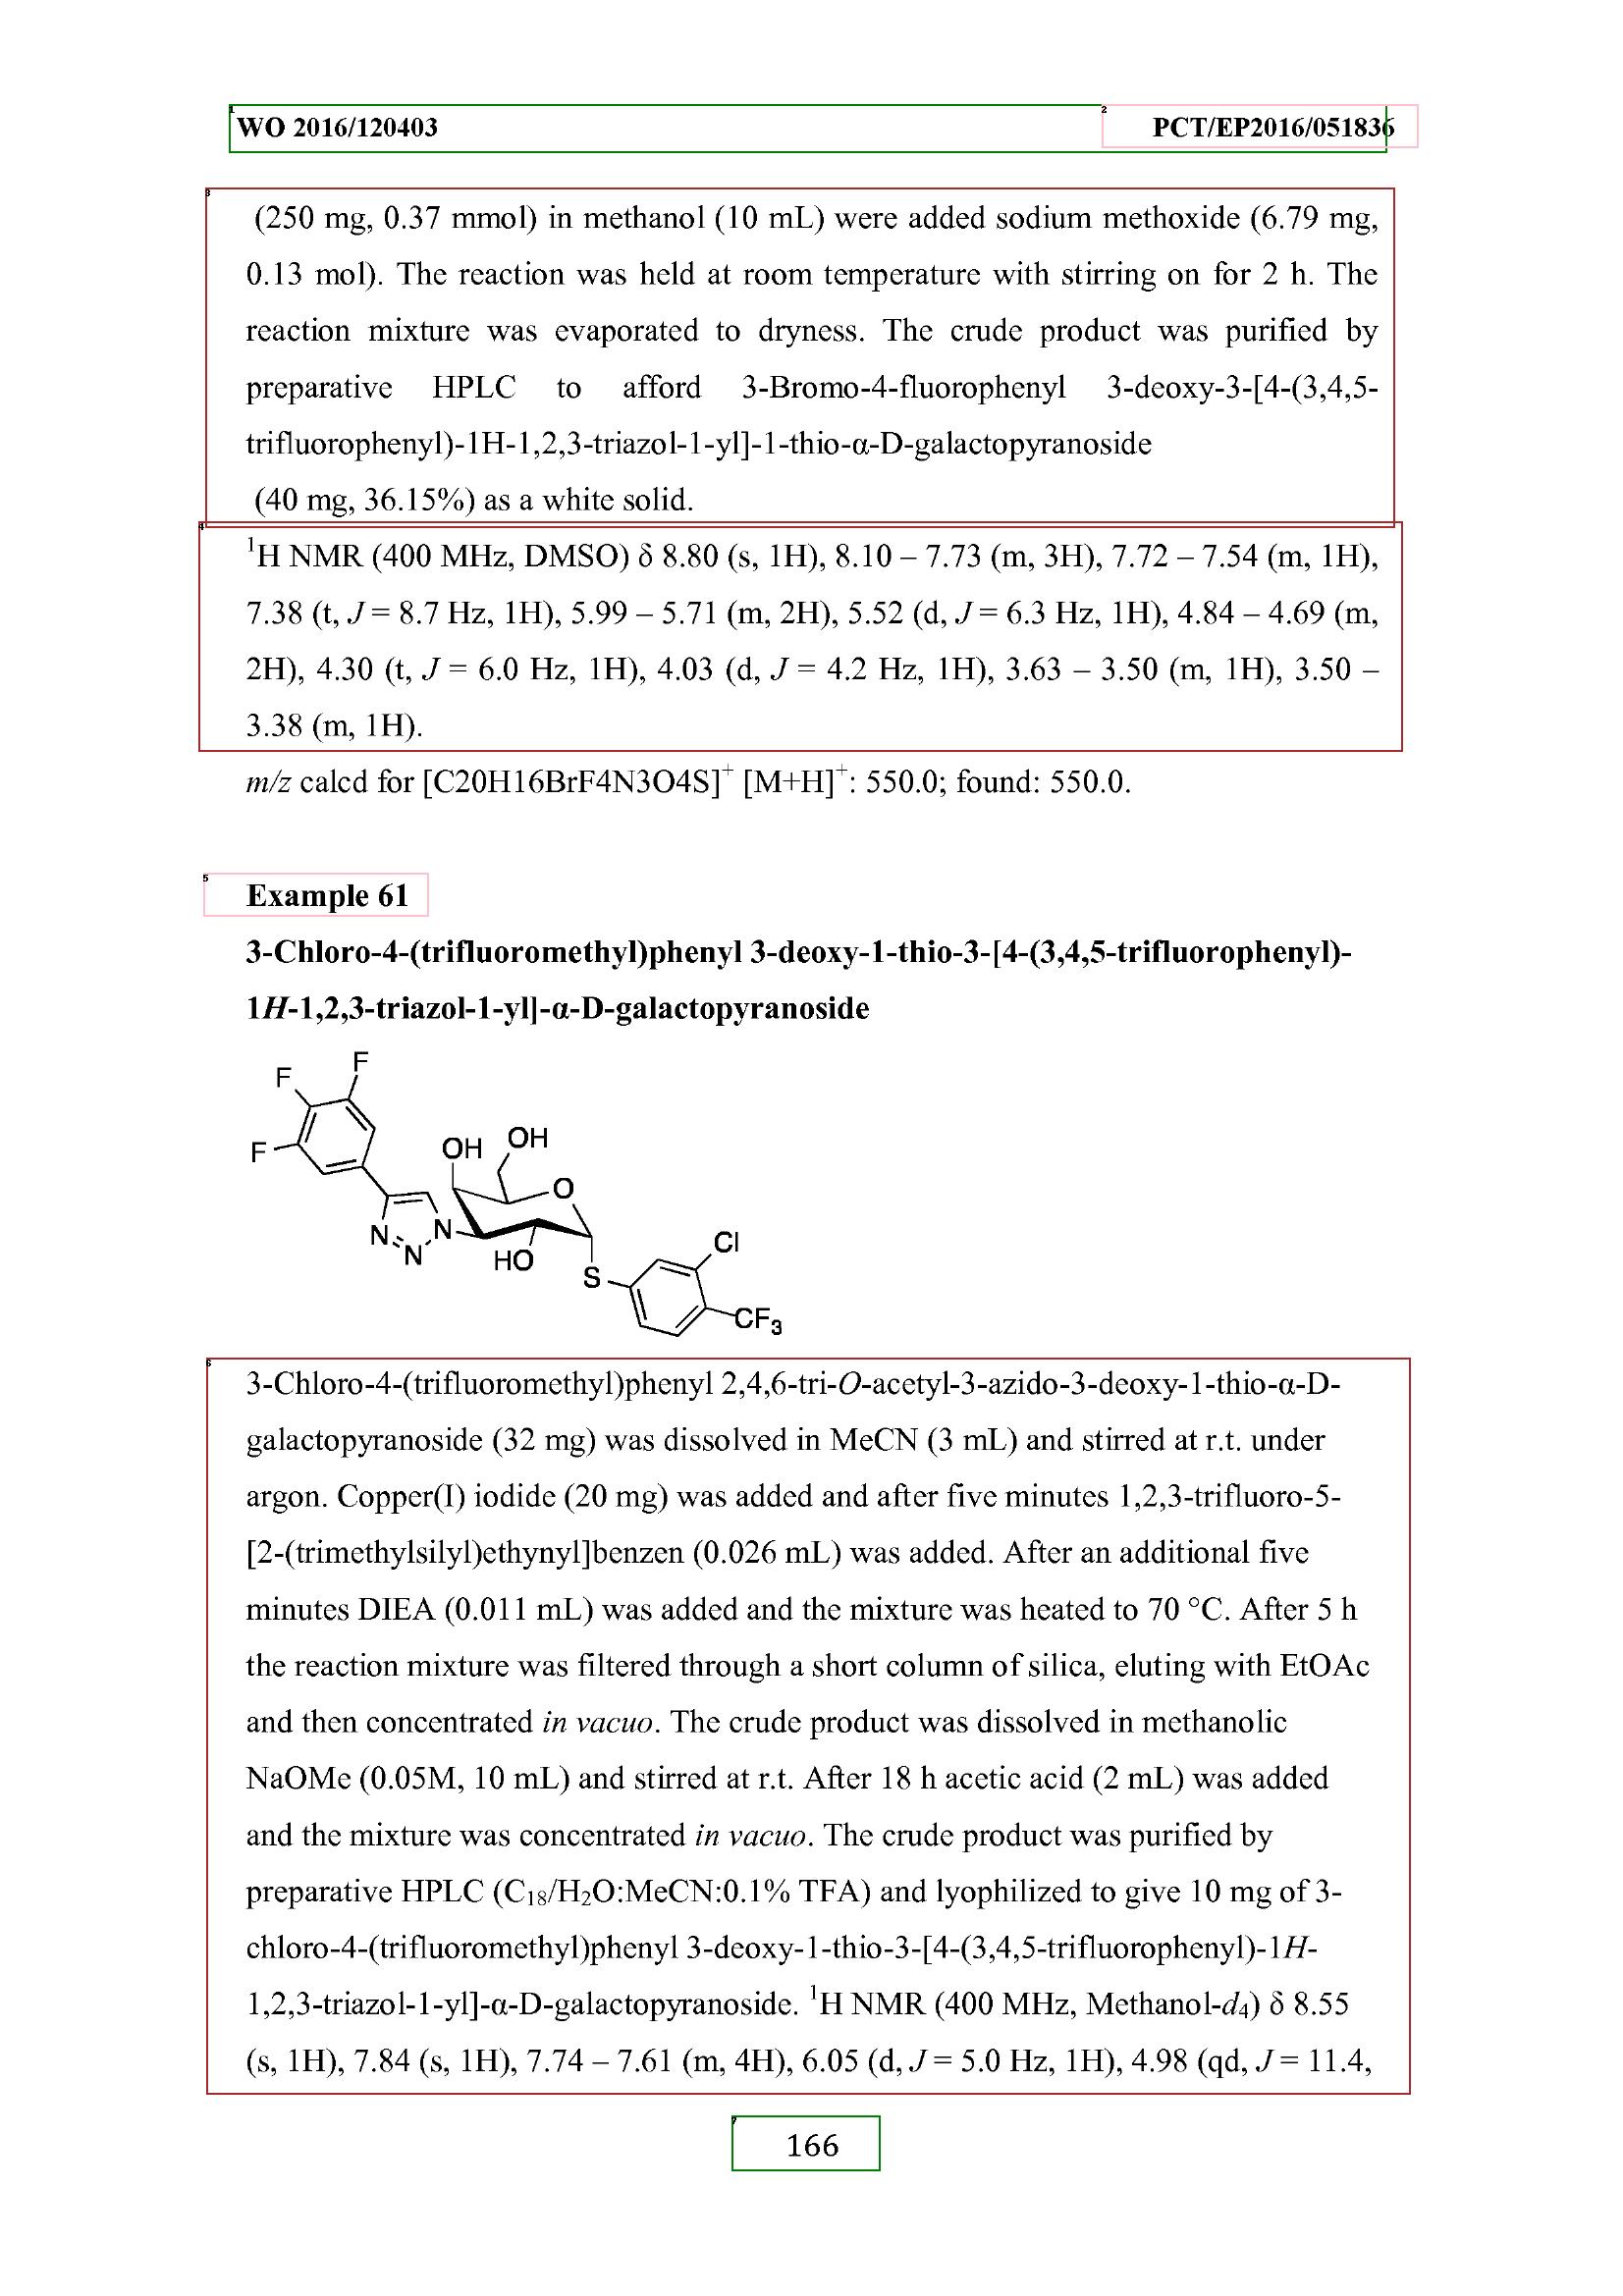 WO 2016/120403 PCT/EP2016/051836
(250 mg, 0.37 mmol) in methanol (10 mL) were added sodium methoxide (6.79 mg,
0.13 mol). The reaction was held at room temperature with stirring on for 2 h. The
reaction mixture was evaporated to dryness. The crude product was purified by
preparative HPLC to afford 3-Bromo-4-fluorophenyl 3-deoxy-3-[4-(3,4,5-
trifluorophenyl)-1H-1,2,3-triazol-1-yl]-1-thio-α-D-galactopyranoside
(40 mg, 36.15%) as a white solid.
¹H NMR (400 MHz, DMSO) δ 8.80 (s, 1H), 8.10 – 7.73 (m, 3H), 7.72 – 7.54 (m, 1H),
7.38 (t, J = 8.7 Hz, 1H), 5.99 – 5.71 (m, 2H), 5.52 (d, J = 6.3 Hz, 1H), 4.84 – 4.69 (m,
2H), 4.30 (t, J = 6.0 Hz, 1H), 4.03 (d, J = 4.2 Hz, 1H), 3.63 – 3.50 (m, 1H), 3.50 –
3.38 (m, 1H).
m/z calcd for [C20H16BrF4N3O4S]⁺ [M+H]⁺: 550.0; found: 550.0.
Example 61
3-Chloro-4-(trifluoromethyl)phenyl 3-deoxy-1-thio-3-[4-(3,4,5-trifluorophenyl)-
1H-1,2,3-triazol-1-yl]-α-D-galactopyranoside
F
F
F
OH
OH
O
N
N
N
HO
S
Cl
CF₃
3-Chloro-4-(trifluoromethyl)phenyl 2,4,6-tri-O-acetyl-3-azido-3-deoxy-1-thio-α-D-
galactopyranoside (32 mg) was dissolved in MeCN (3 mL) and stirred at r.t. under
argon. Copper(I) iodide (20 mg) was added and after five minutes 1,2,3-trifluoro-5-
[2-(trimethylsilyl)ethynyl]benzen (0.026 mL) was added. After an additional five
minutes DIEA (0.011 mL) was added and the mixture was heated to 70 °C. After 5 h
the reaction mixture was filtered through a short column of silica, eluting with EtOAc
and then concentrated in vacuo. The crude product was dissolved in methanolic
NaOMe (0.05M, 10 mL) and stirred at r.t. After 18 h acetic acid (2 mL) was added
and the mixture was concentrated in vacuo. The crude product was purified by
preparative HPLC (C₁₈/H₂O:MeCN:0.1% TFA) and lyophilized to give 10 mg of 3-
chloro-4-(trifluoromethyl)phenyl 3-deoxy-1-thio-3-[4-(3,4,5-trifluorophenyl)-1H-
1,2,3-triazol-1-yl]-α-D-galactopyranoside. ¹H NMR (400 MHz, Methanol-d₄) δ 8.55
(s, 1H), 7.84 (s, 1H), 7.74 – 7.61 (m, 4H), 6.05 (d, J = 5.0 Hz, 1H), 4.98 (qd, J = 11.4,
166